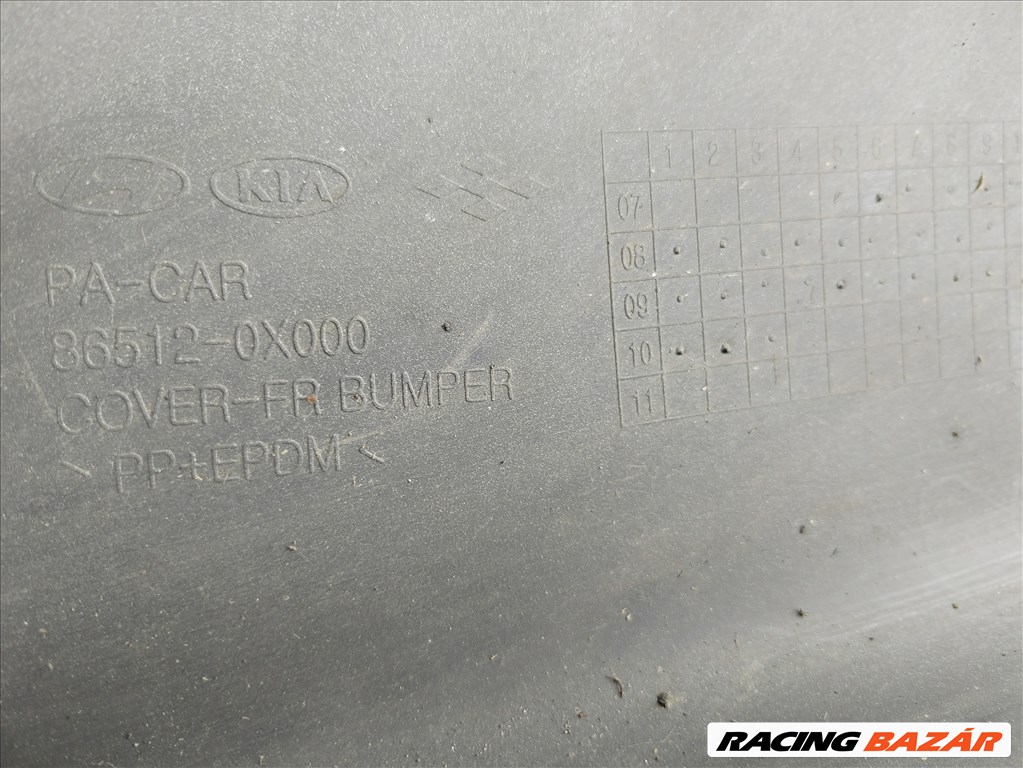 KIA
PA-CAR
86512-0X000
COVER-FR BUMPER
> PP+EPDM <
1 2 3 4 5 6 7 8 9 1
07
08
09
10
11
RACING BAZÁR